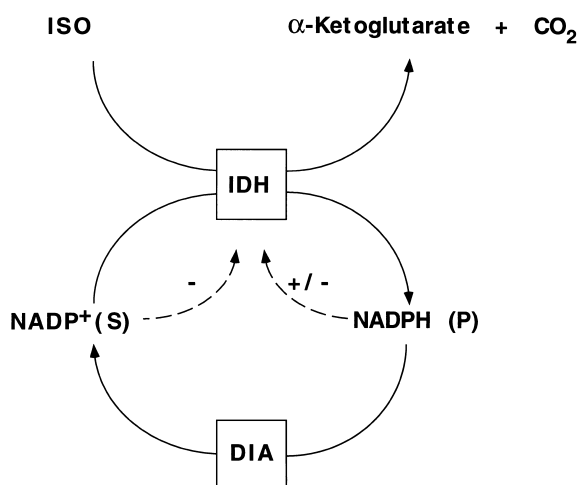 ISO α-Ketoglutarate + CO₂
IDH
- +/-
NADP⁺(S) NADPH (P)
DIA